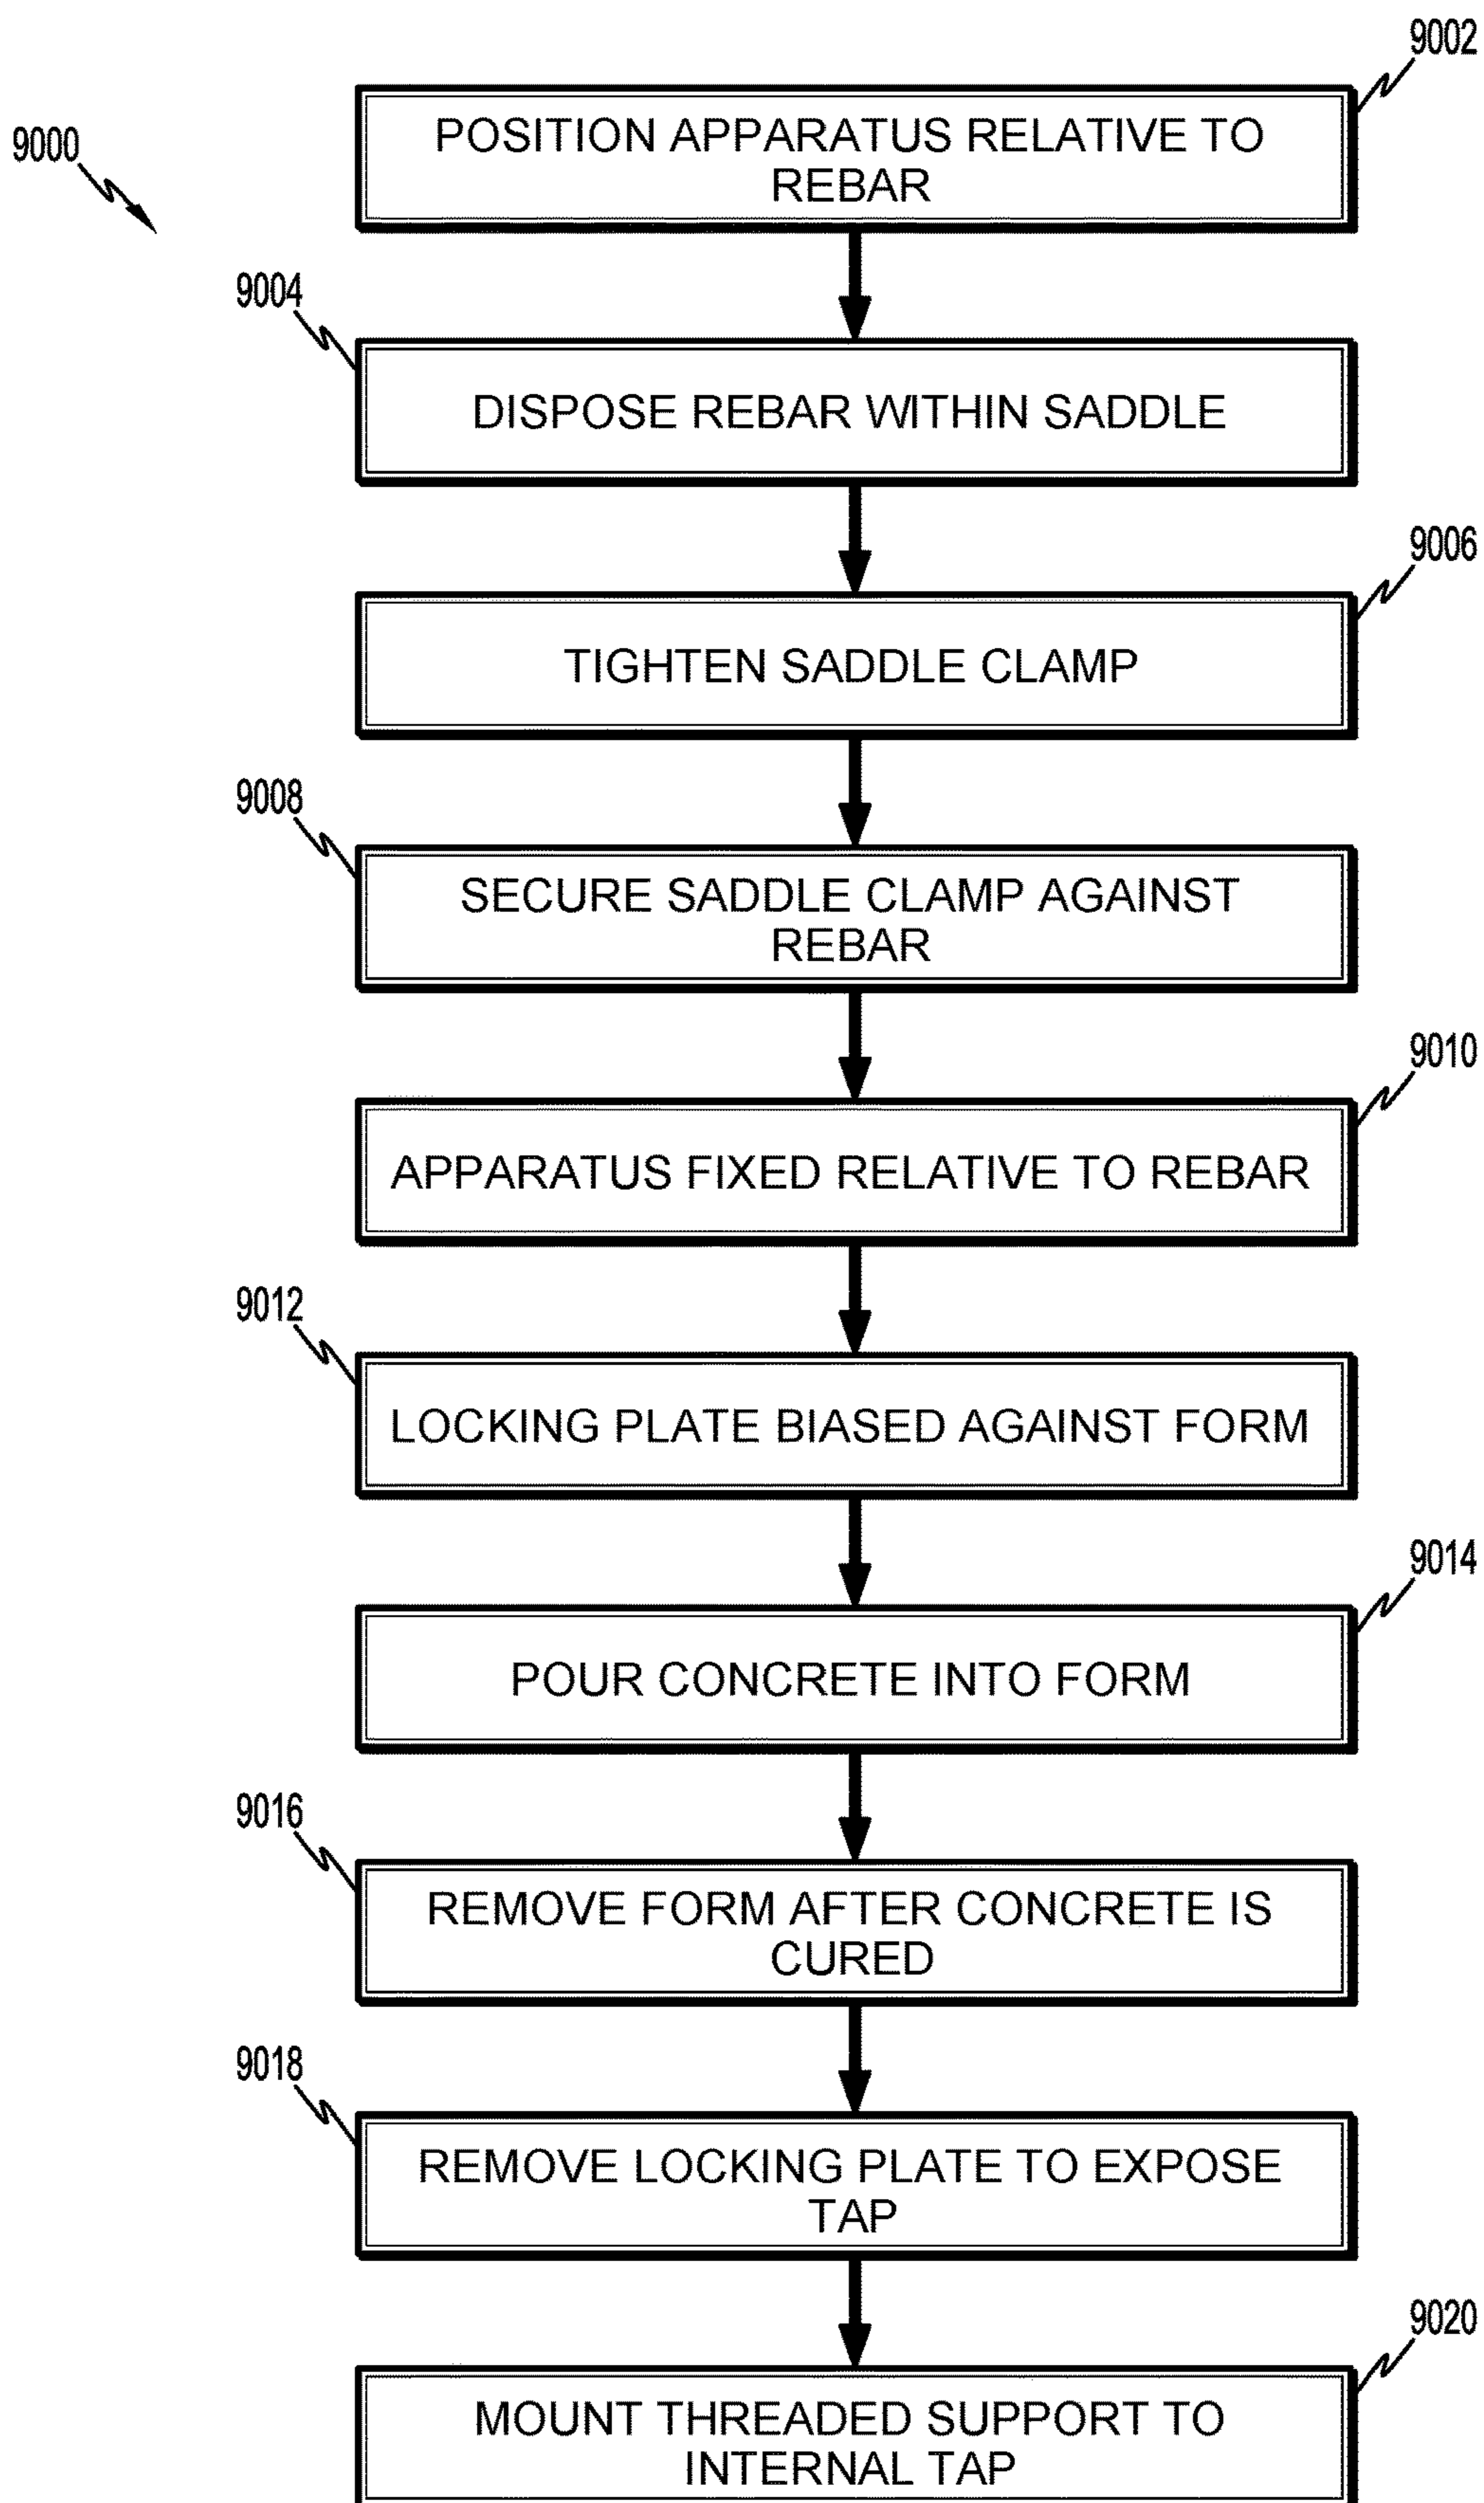 9002
9000
POSITION APPARATUS RELATIVE TO
REBAR
9004
DISPOSE REBAR WITHIN SADDLE
9006
TIGHTEN SADDLE CLAMP
9008
SECURE SADDLE CLAMP AGAINST
REBAR
9010
APPARATUS FIXED RELATIVE TO REBAR
9012
LOCKING PLATE BIASED AGAINST FORM
9014
POUR CONCRETE INTO FORM
9016
REMOVE FORM AFTER CONCRETE IS
CURED
9018
REMOVE LOCKING PLATE TO EXPOSE
TAP
9020
MOUNT THREADED SUPPORT TO
INTERNAL TAP